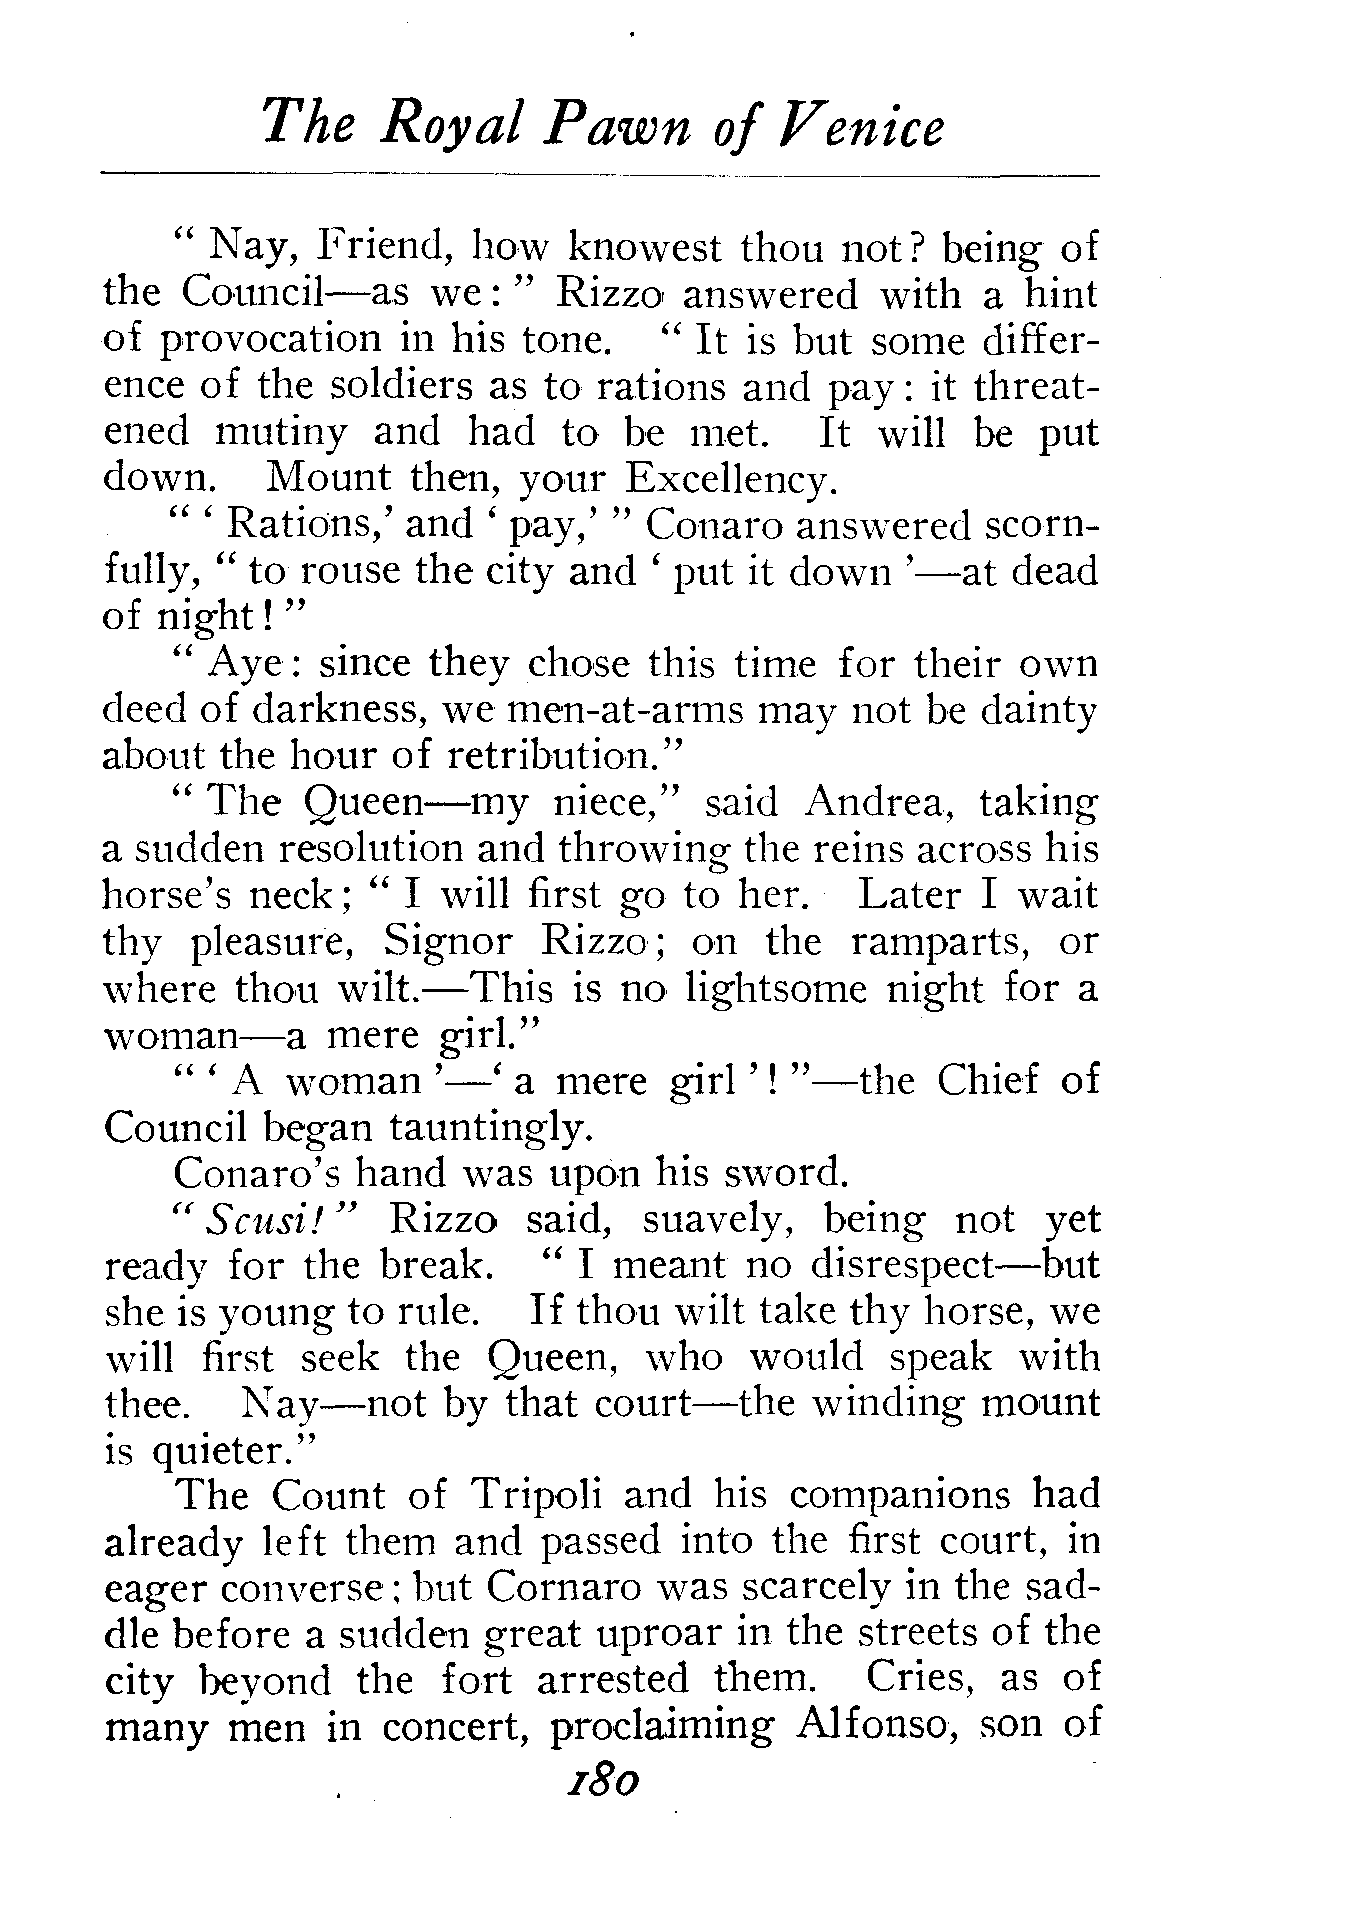 The Royal Pawn of Venice
“ Nay, Friend, how knowest thou not? being of
the Council—as we: ” Rizzo answered with a hint
of provocation in his tone. “ It is but some differ-
ence of the soldiers as to rations and pay: it threat-
ened mutiny and had to be met. It will be put
down. Mount then, your Excellency.
“ ‘ Rations,’ and ‘ pay,’ ” Conaro answered scorn-
fully, “ to rouse the city and ‘ put it down ’—at dead
of night! ”
“ Aye: since they chose this time for their own
deed of darkness, we men-at-arms may not be dainty
about the hour of retribution.”
“ The Queen—my niece,” said Andrea, taking
a sudden resolution and throwing the reins across his
horse’s neck; “ I will first go to her. Later I wait
thy pleasure, Signor Rizzo; on the ramparts, or
where thou wilt.—This is no lightsome night for a
woman—a mere girl.”
“ ‘ A woman ’—‘ a mere girl ’! ”—the Chief of
Council began tauntingly.
Conaro’s hand was upon his sword.
“ Scusi! ” Rizzo said, suavely, being not yet
ready for the break. “ I meant no disrespect—but
she is young to rule. If thou wilt take thy horse, we
will first seek the Queen, who would speak with
thee. Nay—not by that court—the winding mount
is quieter.”
The Count of Tripoli and his companions had
already left them and passed into the first court, in
eager converse; but Cornaro was scarcely in the sad-
dle before a sudden great uproar in the streets of the
city beyond the fort arrested them. Cries, as of
many men in concert, proclaiming Alfonso, son of
180